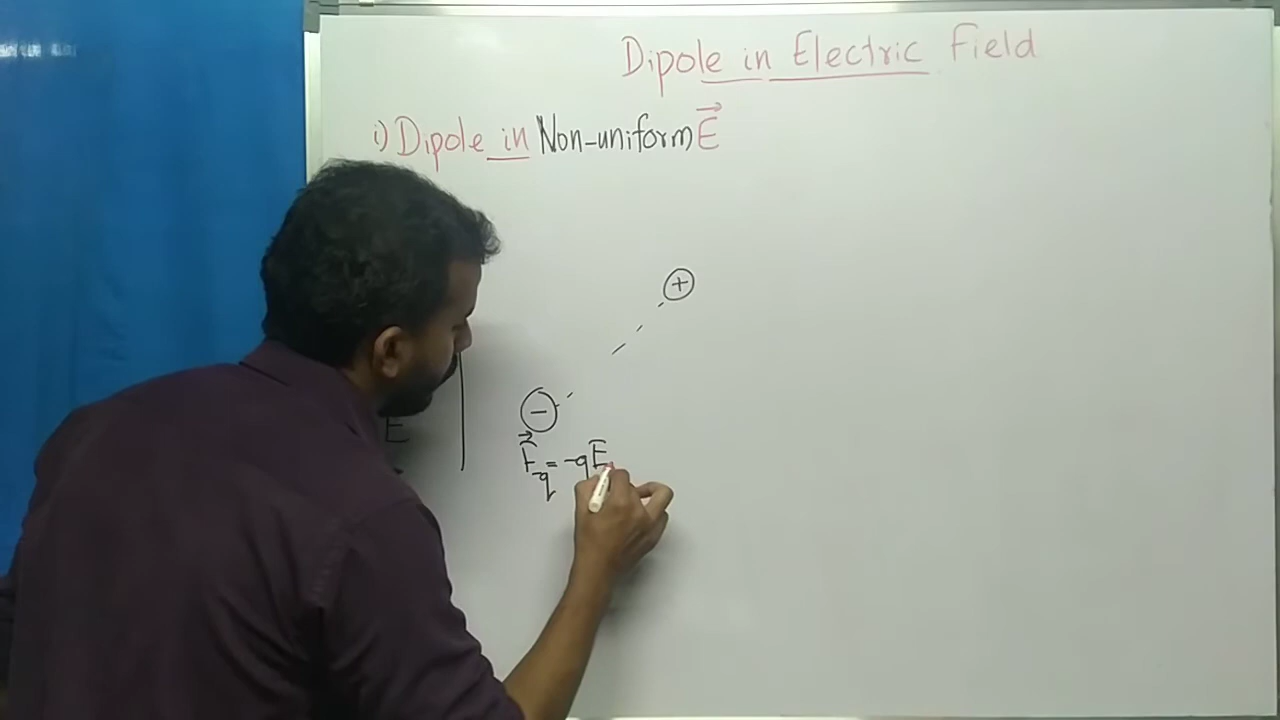 Dipole in Electric Field
i) Dipole in Non-uniform E⃗
+
−
E
F⃗-q = -qE⃗